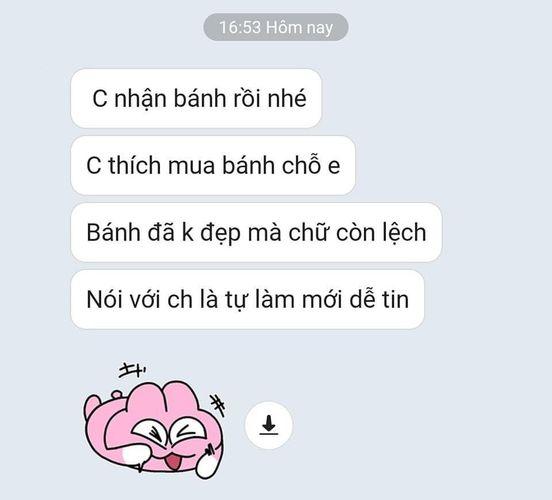 16:53 Hôm nay
C nhận bánh rồi nhé
C thích mua bánh chỗ e
Bánh đã k đẹp mà chữ còn lệch
Nói với ch là tự làm mới dễ tin